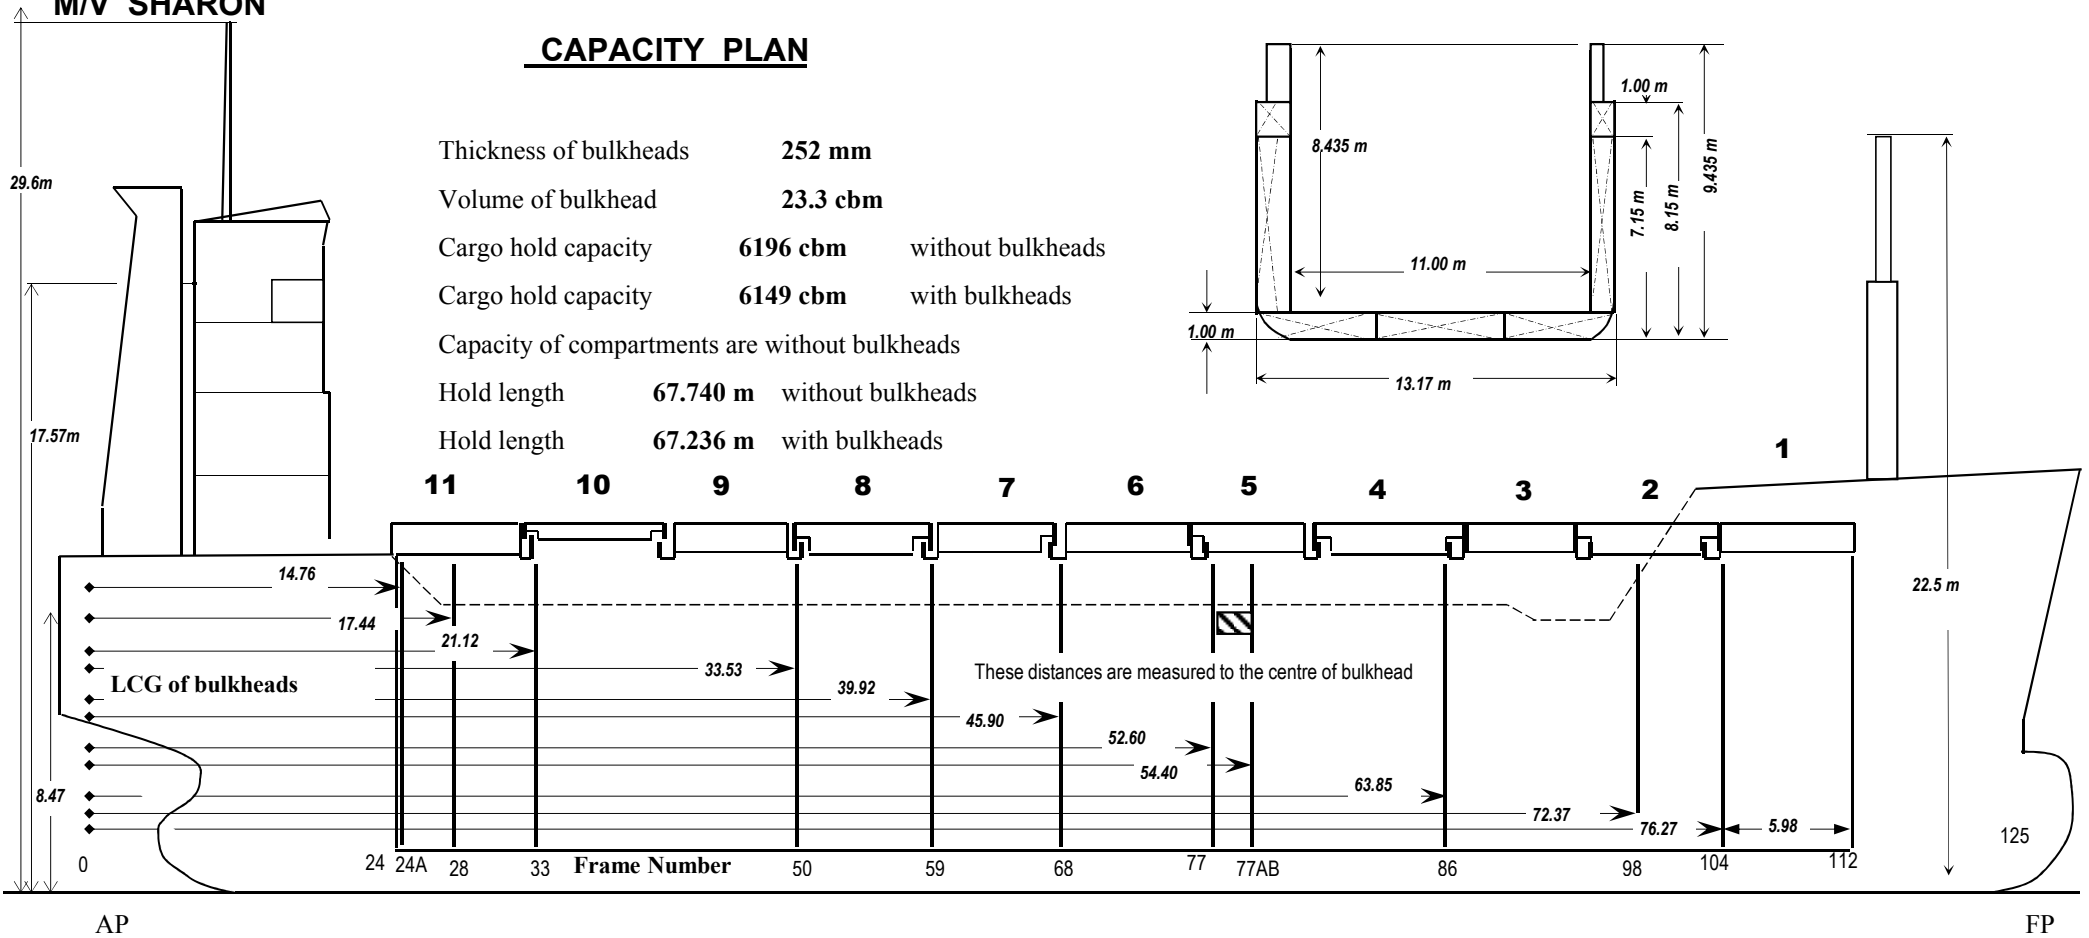 M/V SHARON
CAPACITY PLAN
Thickness of bulkheads 252 mm
Volume of bulkhead 23.3 cbm
Cargo hold capacity 6196 cbm without bulkheads
Cargo hold capacity 6149 cbm with bulkheads
Capacity of compartments are without bulkheads
Hold length 67.740 m without bulkheads
Hold length 67.236 m with bulkheads
1.00 m
8.435 m
9.435 m
7.15 m
8.15 m
11.00 m
1.00 m
13.17 m
29.6m
17.57m
8.47
22.5 m
11 10 9 8 7 6 5 4 3 2 1
14.76
17.44
21.12
33.53
These distances are measured to the centre of bulkhead
LCG of bulkheads
39.92
45.90
52.60
54.40
63.85
72.37
76.27 5.98
0 24 24A 28 33 Frame Number 50 59 68 77 77AB 86 98 104 112 125
AP FP